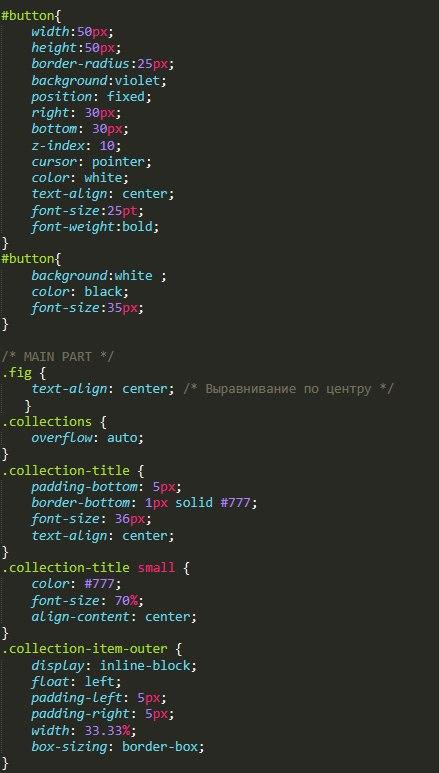 #button{
    width:50px;
    height:50px;
    border-radius:25px;
    background:violet;
    position: fixed;
    right: 30px;
    bottom: 30px;
    z-index: 10;
    cursor: pointer;
    color: white;
    text-align: center;
    font-size:25pt;
    font-weight:bold;
}
#button{
    background:white ;
    color: black;
    font-size:35px;
}

/* MAIN PART */
.fig {
    text-align: center; /* Выравнивание по центру */
   }
.collections {
    overflow: auto;
}
.collection-title {
    padding-bottom: 5px;
    border-bottom: 1px solid #777;
    font-size: 36px;
    text-align: center;
}
.collection-title small {
    color: #777;
    font-size: 70%;
    align-content: center;
}
.collection-item-outer {
    display: inline-block;
    float: left;
    padding-left: 5px;
    padding-right: 5px;
    width: 33.33%;
    box-sizing: border-box;
}